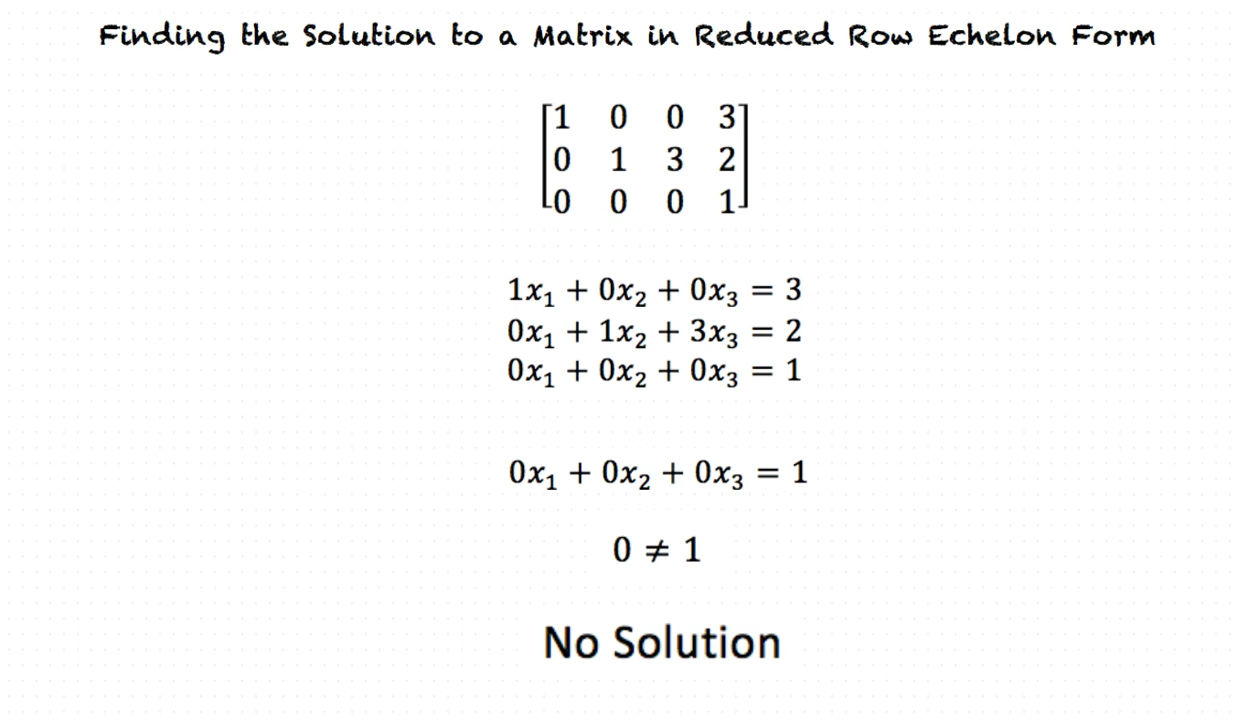 Finding the Solution to a Matrix in Reduced Row Echelon Form
1 0 0 3
0 1 3 2
0 0 0 1
1x₁ + 0x₂ + 0x₃ = 3
0x₁ + 1x₂ + 3x₃ = 2
0x₁ + 0x₂ + 0x₃ = 1
0x₁ + 0x₂ + 0x₃ = 1
0 ≠ 1
No Solution